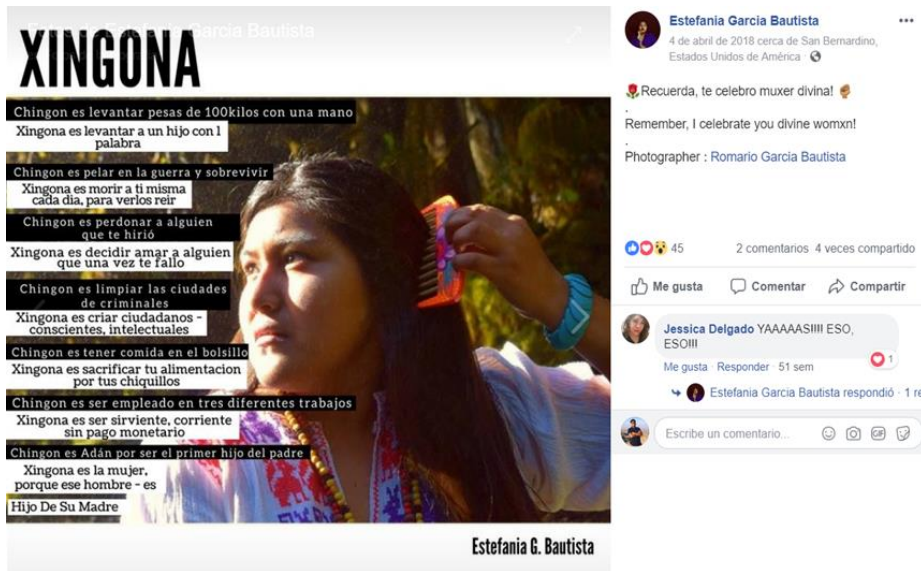 Fotos de Estefania Garcia Bautista
XINGONA
Chingon es levantar pesas de 100kilos con una mano
Xingona es levantar a un hijo con 1
palabra
Chingon es pelar en la guerra y sobrevivir
Xingona es morir a ti misma
cada dia, para verlos reir
Chingon es perdonar a alguien
que te hirió
Xingona es decidir amar a alguien
que una vez te fallo
Chingon es limpiar las ciudades
de criminales
Xingona es criar ciudadanos -
conscientes, intelectuales
Chingon es tener comida en el bolsillo
Xingona es sacrificar tu alimentacion
por tus chiquillos
Chingon es ser empleado en tres diferentes trabajos
Xingona es ser sirviente, corriente
sin pago monetario
Chingon es Adán por ser el primer hijo del padre
Xingona es la mujer,
porque ese hombre - es
Hijo De Su Madre
Estefania G. Bautista
Estefania Garcia Bautista
4 de abril de 2018 cerca de San Bernardino,
Estados Unidos de América ·
🌹Recuerda, te celebro muxer divina! ✊🏾
.
Remember, I celebrate you divine womxn!
.
Photographer : Romario Garcia Bautista
45
2 comentarios 4 veces compartido
Me gusta Comentar Compartir
Jessica Delgado YAAAAASIIII ESO,
ESO!!!
1
Me gusta · Responder · 51 sem
Estefania Garcia Bautista respondió · 1 re
Escribe un comentario...
GIF